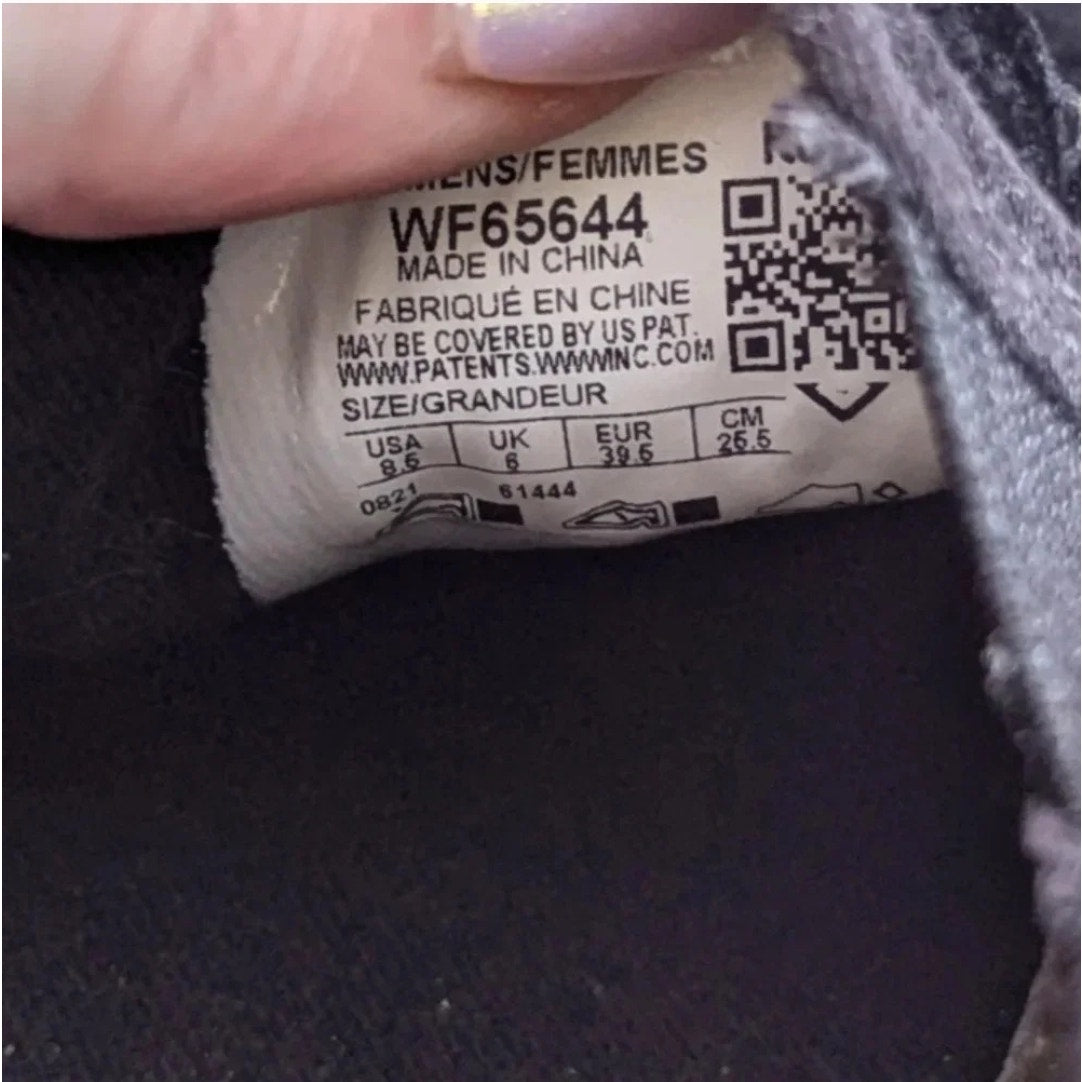 MENS/FEMMES
WF65644
MADE IN CHINA
FABRIQUÉ EN CHINE
MAY BE COVERED BY US PAT.
WWW.PATENTS.WWWINC.COM
SIZE/GRANDEUR
USA UK EUR CM
8.5 6 39.5 25.5
0821 61444